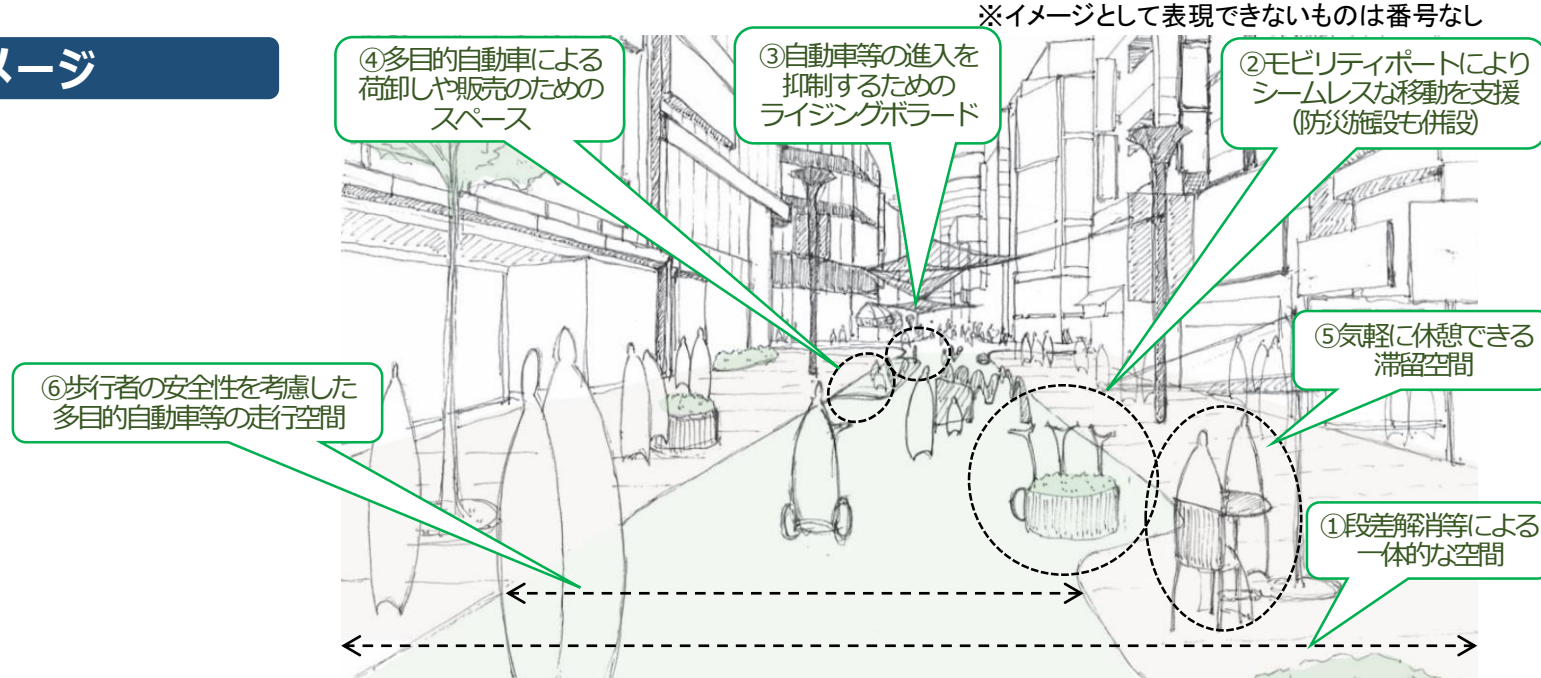 ※イメージとして表現できないものは番号なし
メージ
④多目的自動車による
荷卸しや販売のための
スペース
③自動車等の進入を
抑制するための
ライジングボラード
②モビリティポートにより
シームレスな移動を支援
(防災施設も併設)
⑤気軽に休憩できる
滞留空間
⑥歩行者の安全性を考慮した
多目的自動車等の走行空間
①段差解消等による
一体的な空間